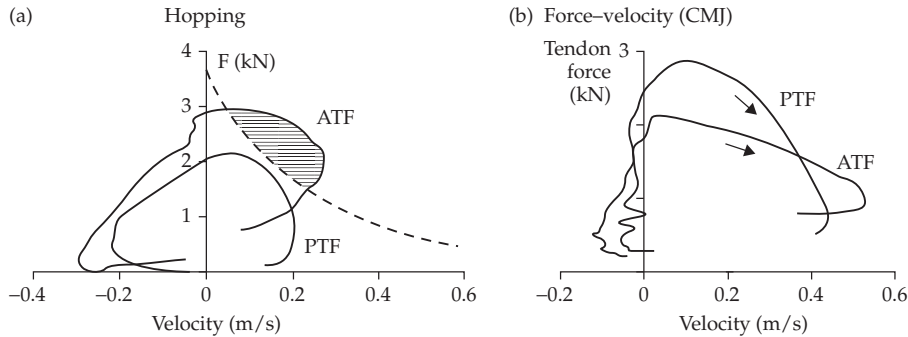 (a) Hopping
4
F (kN)
3
ATF
2
1
PTF
−0.4 −0.2 0 0.2 0.4 0.6
Velocity (m/s)
(b) Force–velocity (CMJ)
Tendon
force
(kN)
3
PTF
ATF
−0.2 0 0.2 0.4 0.6
Velocity (m/s)